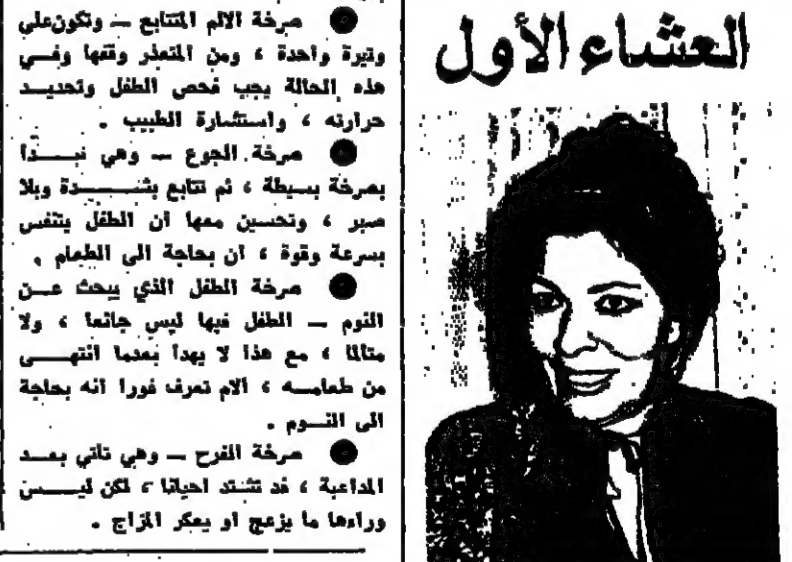 العشاء الأول
● صرخة الألم المتتابع — وتكون على
وتيرة واحدة ، ومن المتعذر وقفها وفي
هذه الحالة يجب فحص الطفل وتحديد
حرارته ، واستشارة الطبيب .
● صرخة الجوع — وهي تبدأ
بصرخة بسيطة ، ثم تتابع بشدة وبلا
صبر ، وتحسين معها أن الطفل يتنفس
بسرعة وقوة ، أن بحاجة الى الطعام .
● صرخة الطفل الذي يبحث عن
النوم — الطفل فيها ليس جائعا ، ولا
متألما ، مع هذا لا يهدأ بعدما انتهى
من طعامه ، الام تعرف فورا انه بحاجة
الى النوم .
● صرخة الفرح — وهي تأتي بعد
المداعبة ، قد تشتد احيانا ، لكن ليس
وراءها ما يزعج او يعكر المزاج .